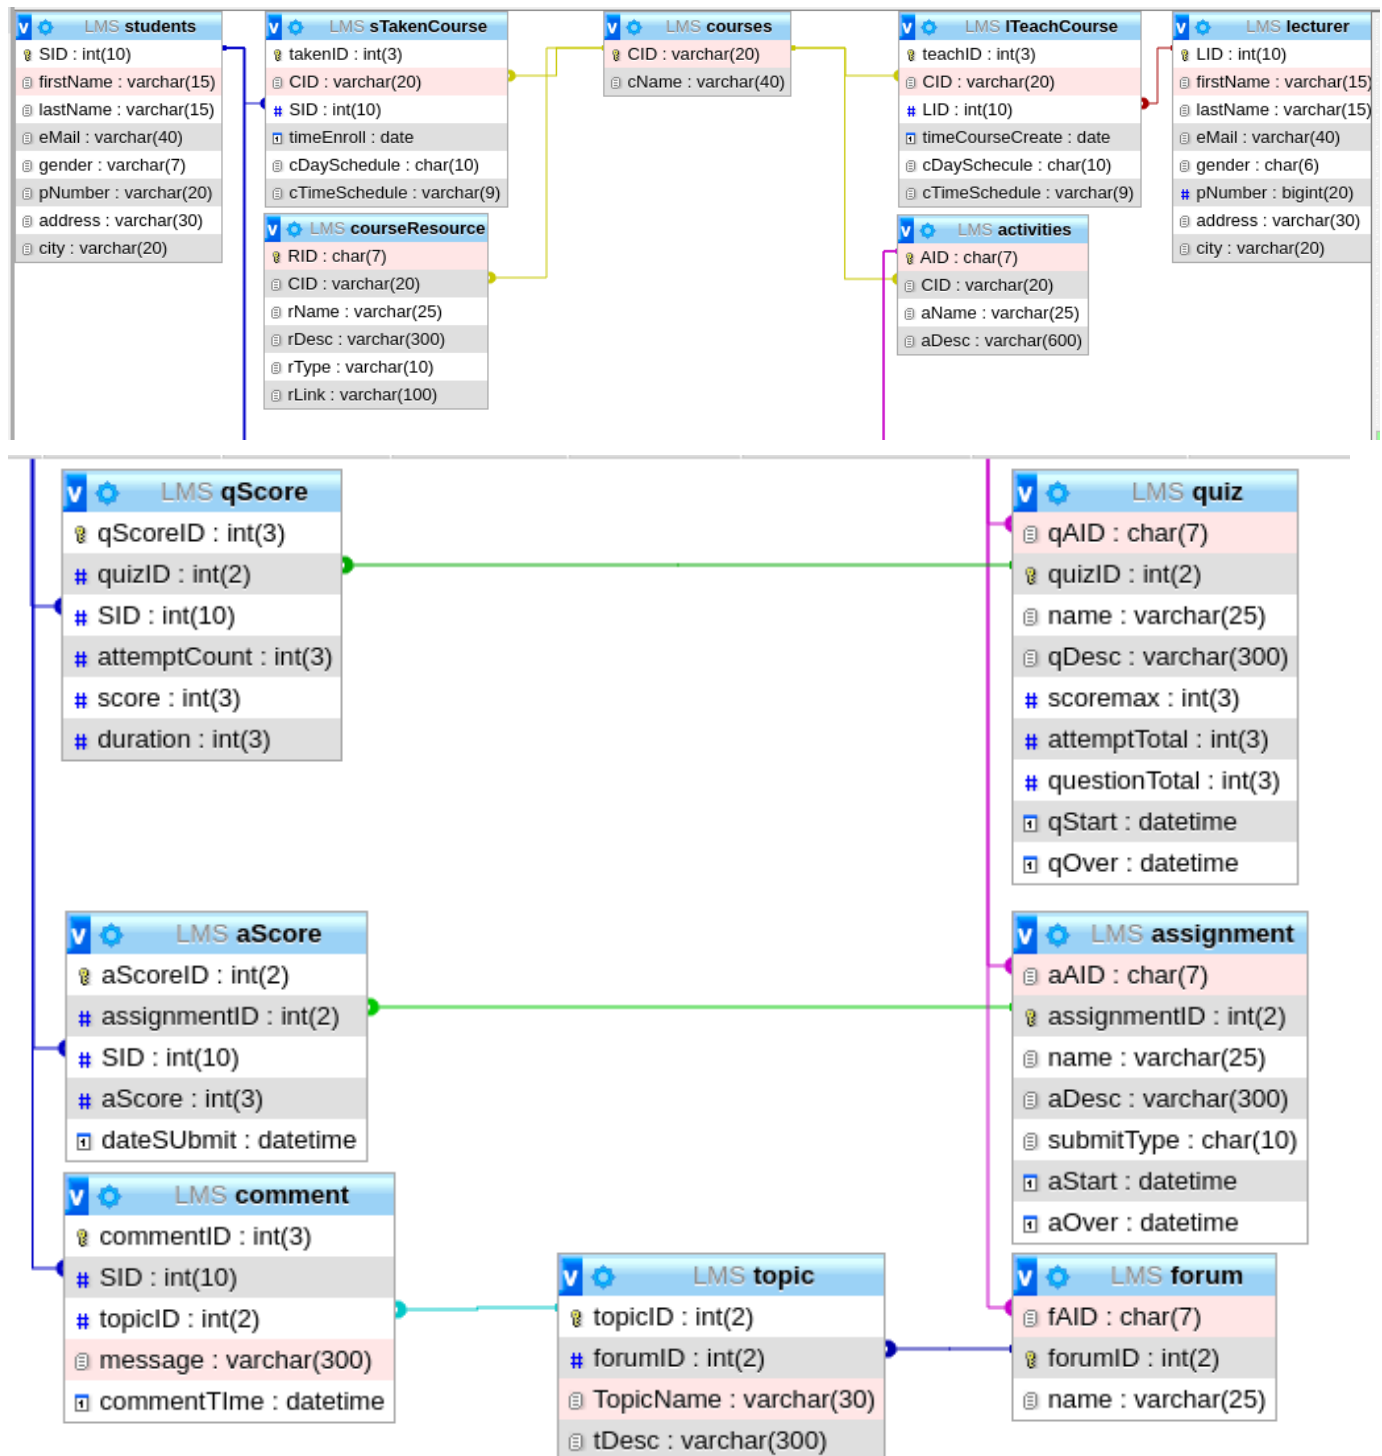 LMS students
SID : int(10)
firstName : varchar(15)
lastName : varchar(15)
eMail : varchar(40)
gender : varchar(7)
pNumber : varchar(20)
address : varchar(30)
city : varchar(20)
LMS sTakenCourse
takenID : int(3)
CID : varchar(20)
SID : int(10)
timeEnroll : date
cDaySchedule : char(10)
cTimeSchedule : varchar(9)
LMS courseResource
RID : char(7)
CID : varchar(20)
rName : varchar(25)
rDesc : varchar(300)
rType : varchar(10)
rLink : varchar(100)
LMS courses
CID : varchar(20)
cName : varchar(40)
LMS lTeachCourse
teachID : int(3)
CID : varchar(20)
LID : int(10)
timeCourseCreate : date
cDaySchecule : char(10)
cTimeSchedule : varchar(9)
LMS activities
AID : char(7)
CID : varchar(20)
aName : varchar(25)
aDesc : varchar(600)
LMS lecturer
LID : int(10)
firstName : varchar(15)
lastName : varchar(15)
eMail : varchar(40)
gender : char(6)
pNumber : bigint(20)
address : varchar(30)
city : varchar(20)
LMS qScore
qScoreID : int(3)
quizID : int(2)
SID : int(10)
attemptCount : int(3)
score : int(3)
duration : int(3)
LMS quiz
qAID : char(7)
quizID : int(2)
name : varchar(25)
qDesc : varchar(300)
scoremax : int(3)
attemptTotal : int(3)
questionTotal : int(3)
qStart : datetime
qOver : datetime
LMS aScore
aScoreID : int(2)
assignmentID : int(2)
SID : int(10)
aScore : int(3)
dateSUbmit : datetime
LMS assignment
aAID : char(7)
assignmentID : int(2)
name : varchar(25)
aDesc : varchar(300)
submitType : char(10)
aStart : datetime
aOver : datetime
LMS comment
commentID : int(3)
SID : int(10)
topicID : int(2)
message : varchar(300)
commentTIme : datetime
LMS topic
topicID : int(2)
forumID : int(2)
TopicName : varchar(30)
tDesc : varchar(300)
LMS forum
fAID : char(7)
forumID : int(2)
name : varchar(25)